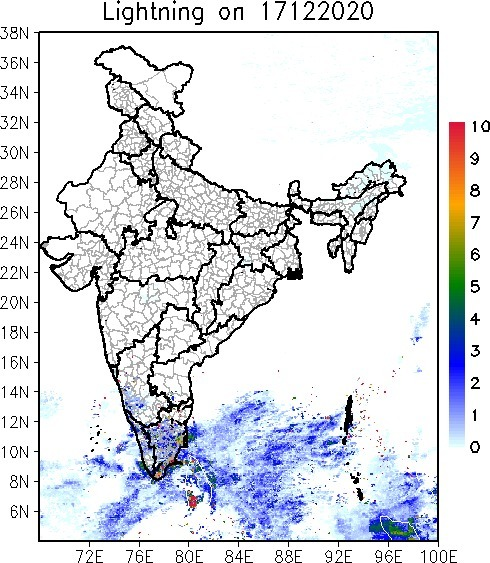 Lightning on 17122020
38N
36N
34N
32N
30N
28N
26N
24N
22N
20N
18N
16N
14N
12N
10N
8N
6N
72E 76E 80E 84E 88E 92E 96E 100E
10
9
8
7
6
5
4
3
2
1
0